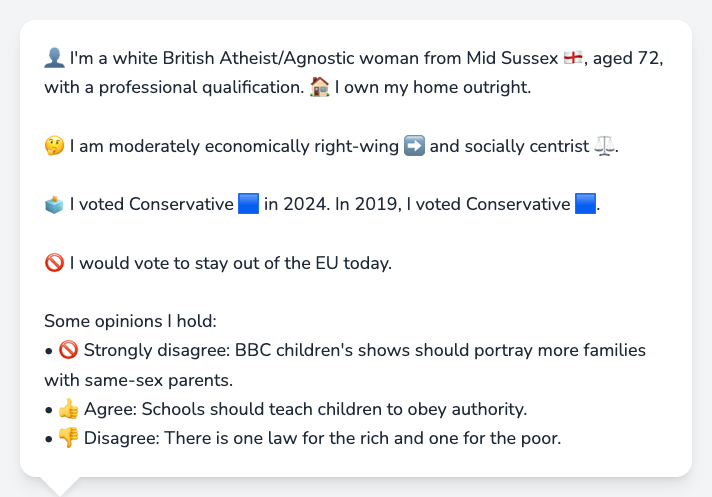 👤 I'm a white British Atheist/Agnostic woman from Mid Sussex 🏴󠁧󠁢󠁥󠁮󠁧󠁿, aged 72,
with a professional qualification. 🏠 I own my home outright.
🤔 I am moderately economically right-wing ➡️ and socially centrist ⚖️.
🗳️ I voted Conservative 🟦 in 2024. In 2019, I voted Conservative 🟦.
🚫 I would vote to stay out of the EU today.
Some opinions I hold:
• 🚫 Strongly disagree: BBC children's shows should portray more families
with same-sex parents.
• 👍 Agree: Schools should teach children to obey authority.
• 👎 Disagree: There is one law for the rich and one for the poor.